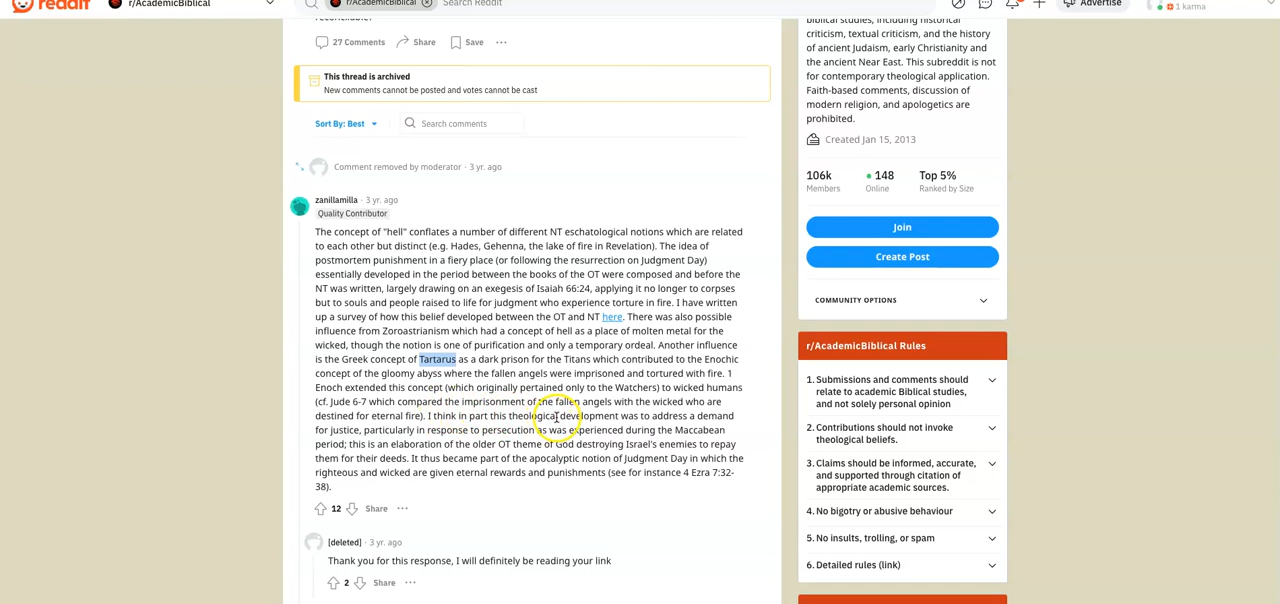 reddit
r/AcademicBiblical
r/AcademicBiblical
Search Reddit
Advertise
1 karma
reconcilable?
27 Comments
Share
Save
This thread is archived
New comments cannot be posted and votes cannot be cast
Sort By: Best
Search comments
Comment removed by moderator · 3 yr. ago
zanillamilla · 3 yr. ago
Quality Contributor
The concept of "hell" conflates a number of different NT eschatological notions which are related
to each other but distinct (e.g. Hades, Gehenna, the lake of fire in Revelation). The idea of
postmortem punishment in a fiery place (or following the resurrection on Judgment Day)
essentially developed in the period between the books of the OT were composed and before the
NT was written, largely drawing on an exegesis of Isaiah 66:24, applying it no longer to corpses
but to souls and people raised to life for judgment who experience torture in fire. I have written
up a survey of how this belief developed between the OT and NT here. There was also possible
influence from Zoroastrianism which had a concept of hell as a place of molten metal for the
wicked, though the notion is one of purification and only a temporary ordeal. Another influence
is the Greek concept of Tartarus as a dark prison for the Titans which contributed to the Enochic
concept of the gloomy abyss where the fallen angels were imprisoned and tortured with fire. 1
Enoch extended this concept (which originally pertained only to the Watchers) to wicked humans
(cf. Jude 6-7 which compared the imprisonment of the fallen angels with the wicked who are
destined for eternal fire). I think in part this theological development was to address a demand
for justice, particularly in response to persecution as was experienced during the Maccabean
period; this is an elaboration of the older OT theme of God destroying Israel's enemies to repay
them for their deeds. It thus became part of the apocalyptic notion of Judgment Day in which the
righteous and wicked are given eternal rewards and punishments (see for instance 4 Ezra 7:32-
38).
12
Share
[deleted] · 3 yr. ago
Thank you for this response, I will definitely be reading your link
2
Share
biblical studies, including historical
criticism, textual criticism, and the history
of ancient Judaism, early Christianity and
the ancient Near East. This subreddit is not
for contemporary theological application.
Faith-based comments, discussion of
modern religion, and apologetics are
prohibited.
Created Jan 15, 2013
106k
Members
148
Online
Top 5%
Ranked by Size
Join
Create Post
COMMUNITY OPTIONS
r/AcademicBiblical Rules
1. Submissions and comments should
relate to academic Biblical studies,
and not solely personal opinion
2. Contributions should not invoke
theological beliefs.
3. Claims should be informed, accurate,
and supported through citation of
appropriate academic sources.
4. No bigotry or abusive behaviour
5. No insults, trolling, or spam
6. Detailed rules (link)